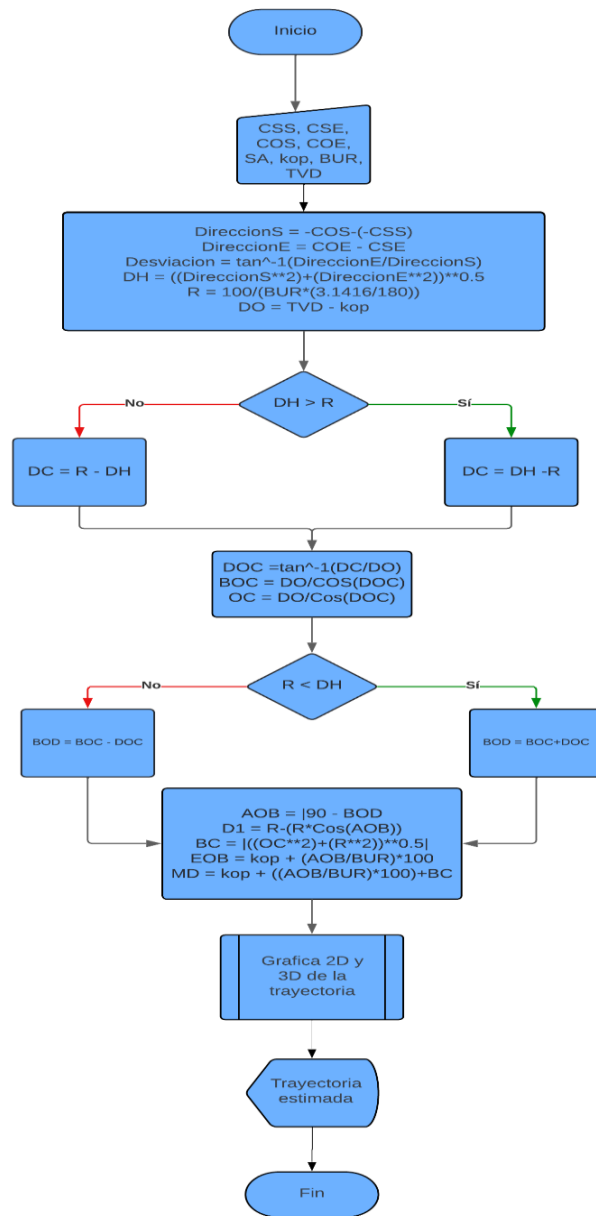 Inicio
CSS, CSE,
COS, COE,
SA, kop, BUR,
TVD
DireccionS = -COS-(-CSS)
DireccionE = COE - CSE
Desviacion = tan^-1(DireccionE/DireccionS)
DH = ((DireccionS**2)+(DireccionE**2))**0.5
R = 100/(BUR*(3.1416/180))
DO = TVD - kop
DH > R
No
Sí
DC = R - DH
DC = DH -R
DOC =tan^-1(DC/DO)
BOC = DO/COS(DOC)
OC = DO/Cos(DOC)
R < DH
No
Sí
BOD = BOC - DOC
BOD = BOC+DOC
AOB = |90 - BOD
D1 = R-(R*Cos(AOB))
BC = |((OC**2)+(R**2))**0.5|
EOB = kop + (AOB/BUR)*100
MD = kop + ((AOB/BUR)*100)+BC
Grafica 2D y
3D de la
trayectoria
Trayectoria
estimada
Fin